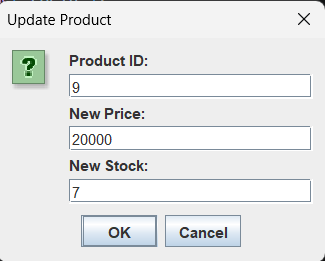 Update Product
Product ID:
9
New Price:
20000
New Stock:
7
OK Cancel